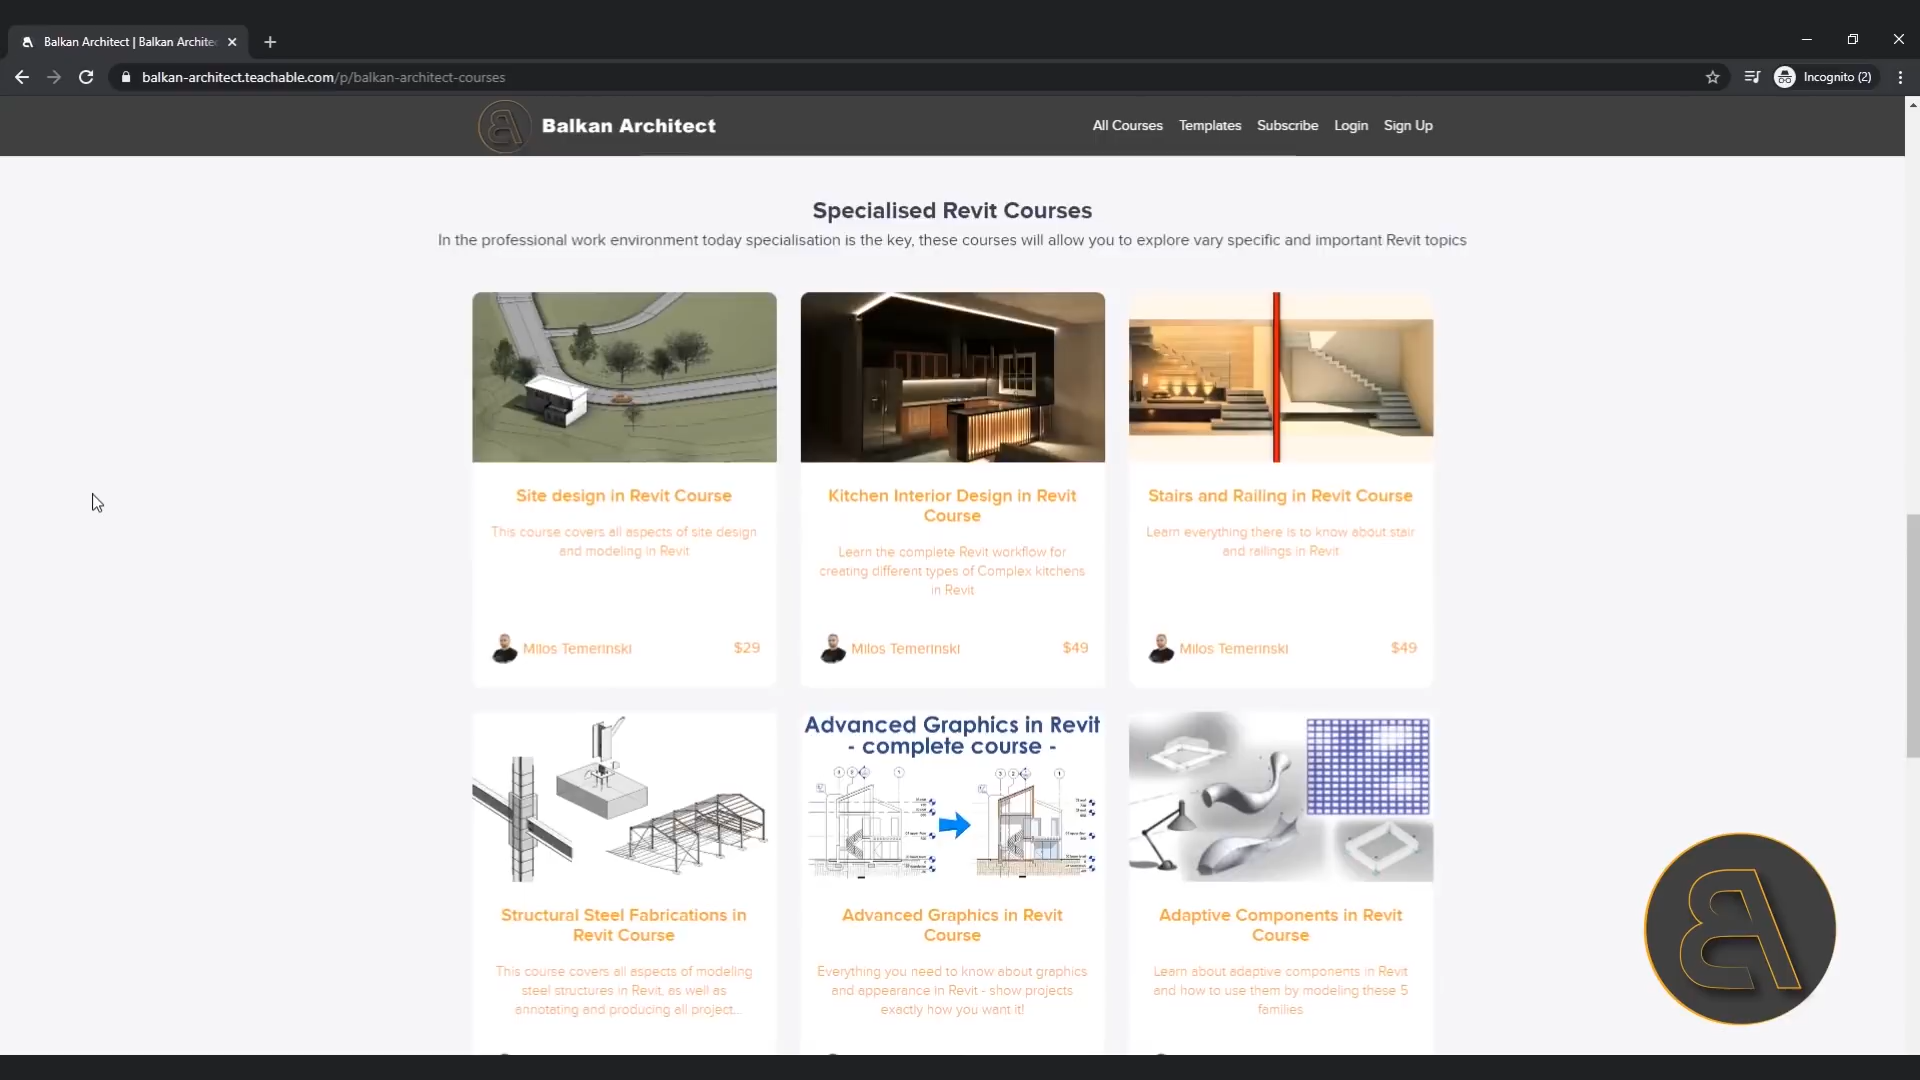 Balkan Architect | Balkan Archite
balkan-architect.teachable.com/p/balkan-architect-courses
Incognito (2)
Balkan Architect
All Courses Templates Subscribe Login Sign Up
Specialised Revit Courses
In the professional work environment today specialisation is the key, these courses will allow you to explore vary specific and important Revit topics
Site design in Revit Course
This course covers all aspects of site design
and modeling in Revit
Milos Temerinski $29
Kitchen Interior Design in Revit
Course
Learn the complete Revit workflow for
creating different types of Complex kitchens
in Revit
Milos Temerinski $49
Stairs and Railing in Revit Course
Learn everything there is to know about stair
and railings in Revit
Milos Temerinski $49
Structural Steel Fabrications in
Revit Course
This course covers all aspects of modeling
steel structures in Revit, as well as
annotating and producing all project...
Advanced Graphics in Revit
- complete course -
Advanced Graphics in Revit
Course
Everything you need to know about graphics
and appearance in Revit - show projects
exactly how you want it!
Adaptive Components in Revit
Course
Learn about adaptive components in Revit
and how to use them by modeling these 5
families